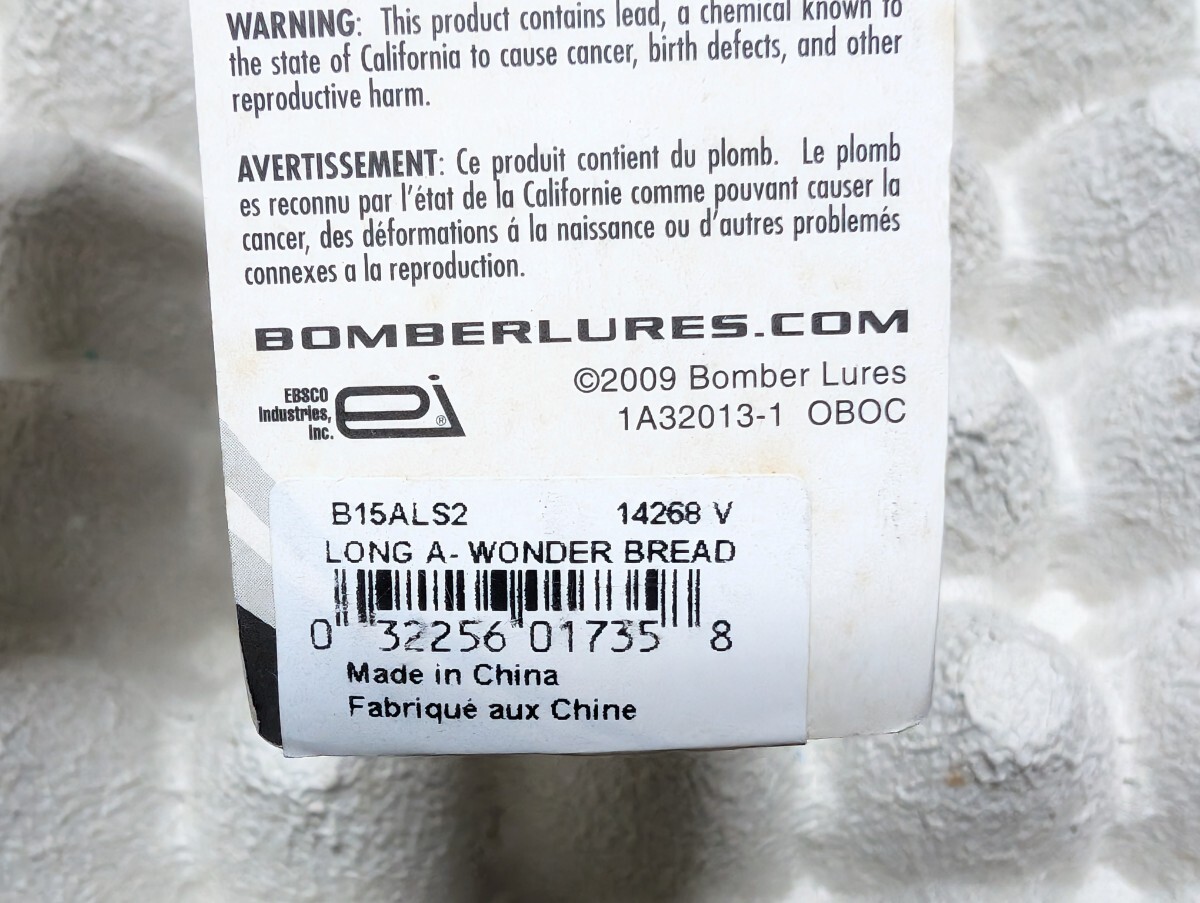 WARNING: This product contains lead, a chemical known to
the state of California to cause cancer, birth defects, and other
reproductive harm.
AVERTISSEMENT: Ce produit contient du plomb. Le plomb
es reconnu par l'état de la Californie comme pouvant causer la
cancer, des déformations á la naissance ou d'autres problemés
connexes a la reproduction.
BOMBERLURES.COM
EBSCO
Industries,
Inc.
ei ®
©2009 Bomber Lures
1A32013-1 OBOC
B15ALS2 14268 V
LONG A- WONDER BREAD
0 32256 01735 8
Made in China
Fabriqué aux Chine